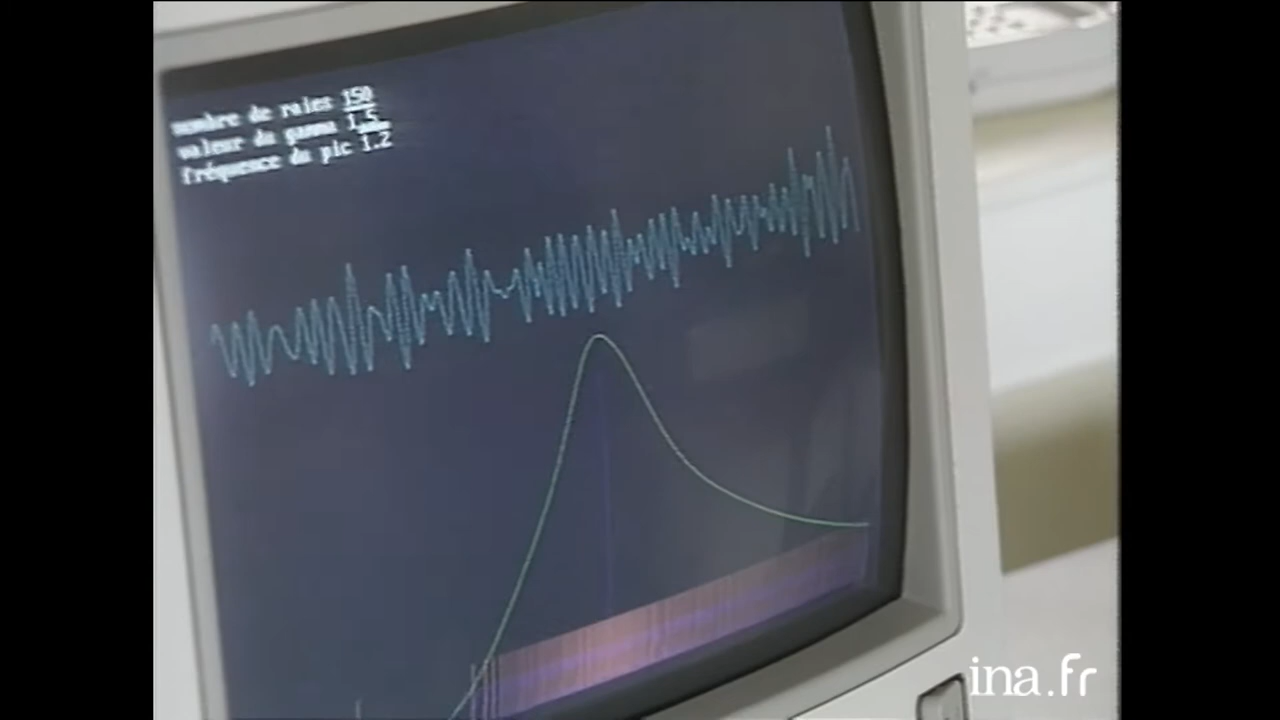 nombre de raies 150
valeur du gamma 1.5
fréquence du pic 1.2
ina.fr